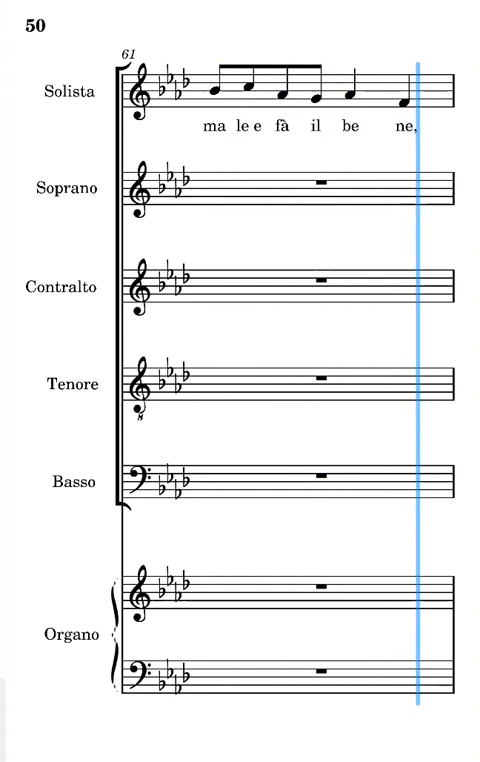 50
61
Solista
ma le e fà il be ne,
Soprano
Contralto
Tenore
8
Basso
Organo